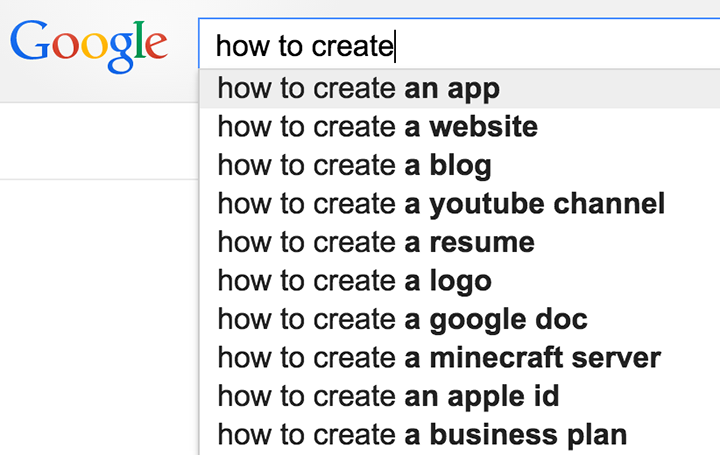 Google
how to create
how to create an app
how to create a website
how to create a blog
how to create a youtube channel
how to create a resume
how to create a logo
how to create a google doc
how to create a minecraft server
how to create an apple id
how to create a business plan